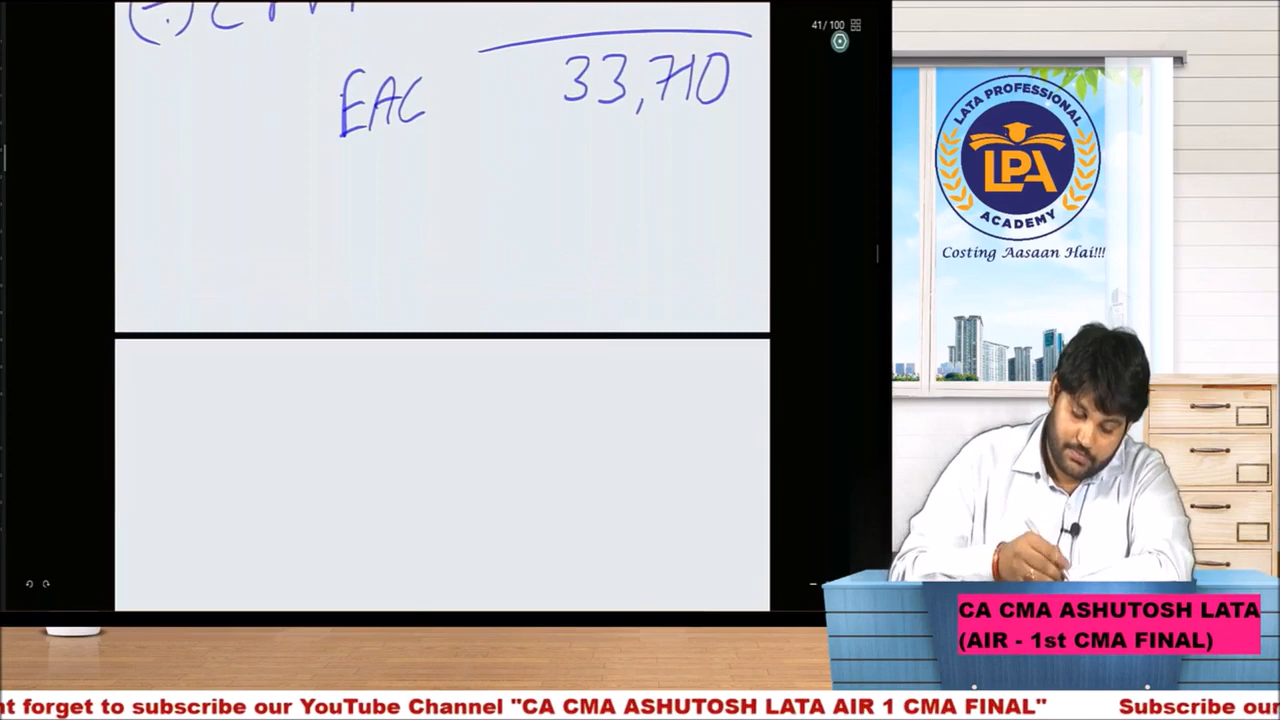 41/100
EAC 33,710
LATA PROFESSIONAL
LPA
ACADEMY
Costing Aasaan Hai!!!
CA CMA ASHUTOSH LATA
(AIR - 1st CMA FINAL)
nt forget to subscribe our YouTube Channel "CA CMA ASHUTOSH LATA AIR 1 CMA FINAL" Subscribe our